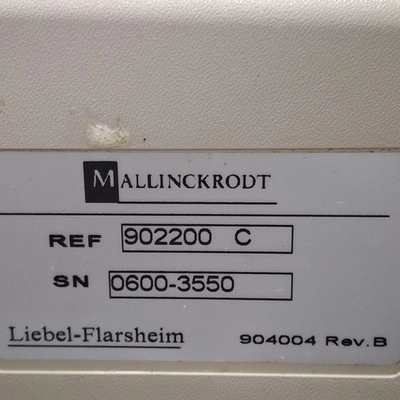 MALLINCKRODT
REF 902200 C
SN 0600-3550
Liebel-Flarsheim 904004 Rev.B